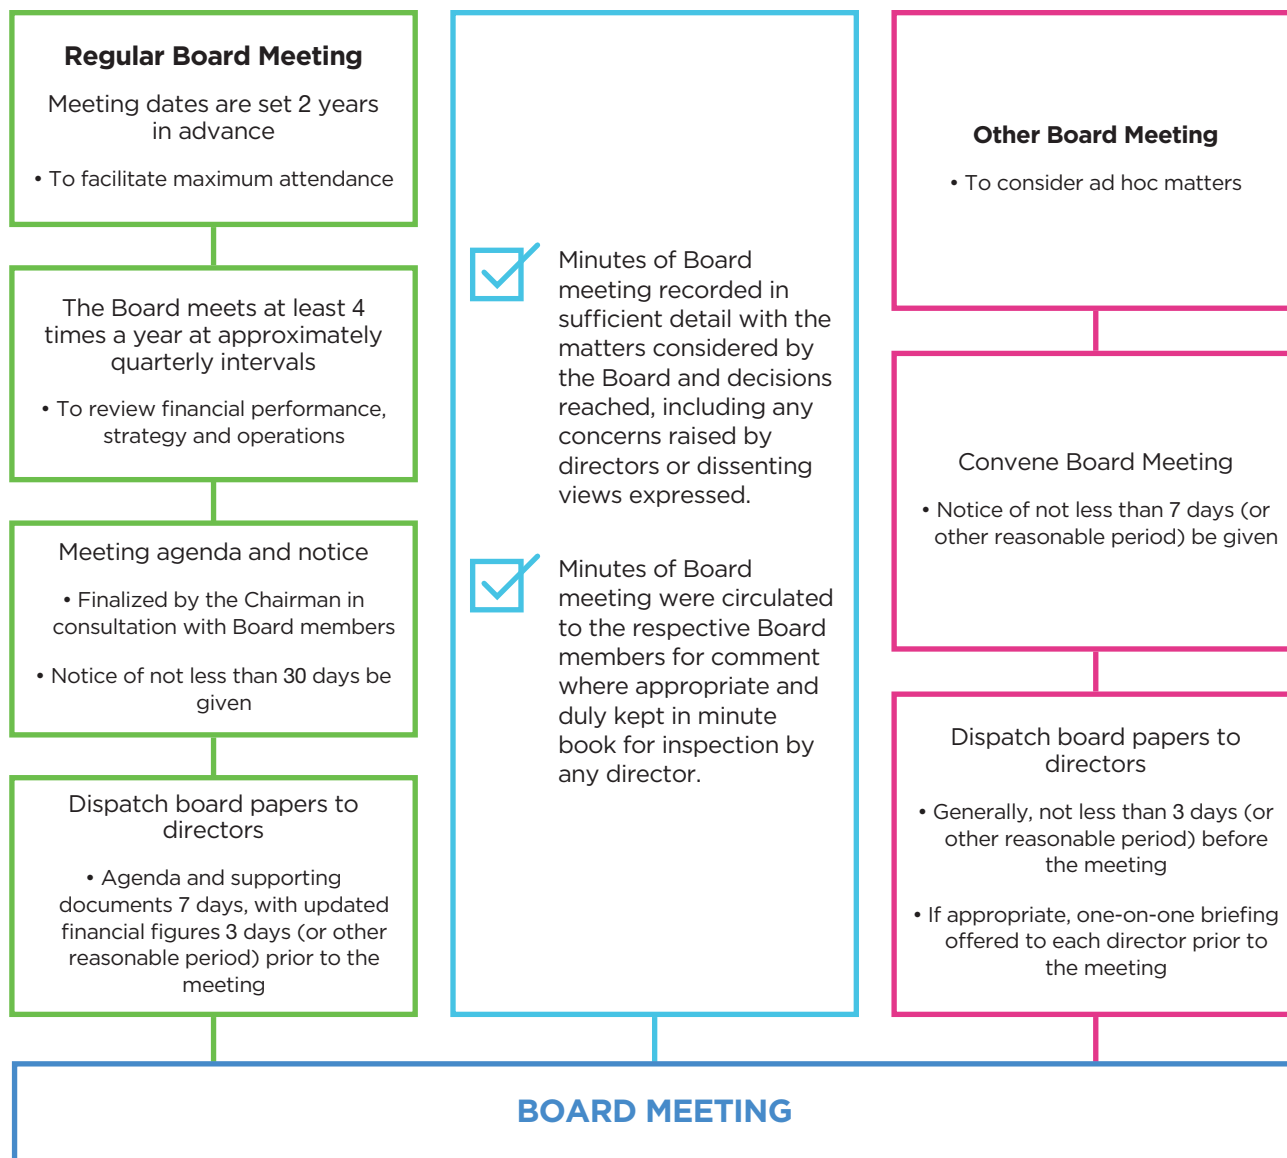 Regular Board Meeting
Meeting dates are set 2 years
in advance
• To facilitate maximum attendance
The Board meets at least 4
times a year at approximately
quarterly intervals
• To review financial performance,
strategy and operations
Meeting agenda and notice
• Finalized by the Chairman in
consultation with Board members
• Notice of not less than 30 days be
given
Dispatch board papers to
directors
• Agenda and supporting
documents 7 days, with updated
financial figures 3 days (or other
reasonable period) prior to the
meeting
Minutes of Board
meeting recorded in
sufficient detail with the
matters considered by
the Board and decisions
reached, including any
concerns raised by
directors or dissenting
views expressed.
Minutes of Board
meeting were circulated
to the respective Board
members for comment
where appropriate and
duly kept in minute
book for inspection by
any director.
Other Board Meeting
• To consider ad hoc matters
Convene Board Meeting
• Notice of not less than 7 days (or
other reasonable period) be given
Dispatch board papers to
directors
• Generally, not less than 3 days (or
other reasonable period) before
the meeting
• If appropriate, one-on-one briefing
offered to each director prior to
the meeting
BOARD MEETING